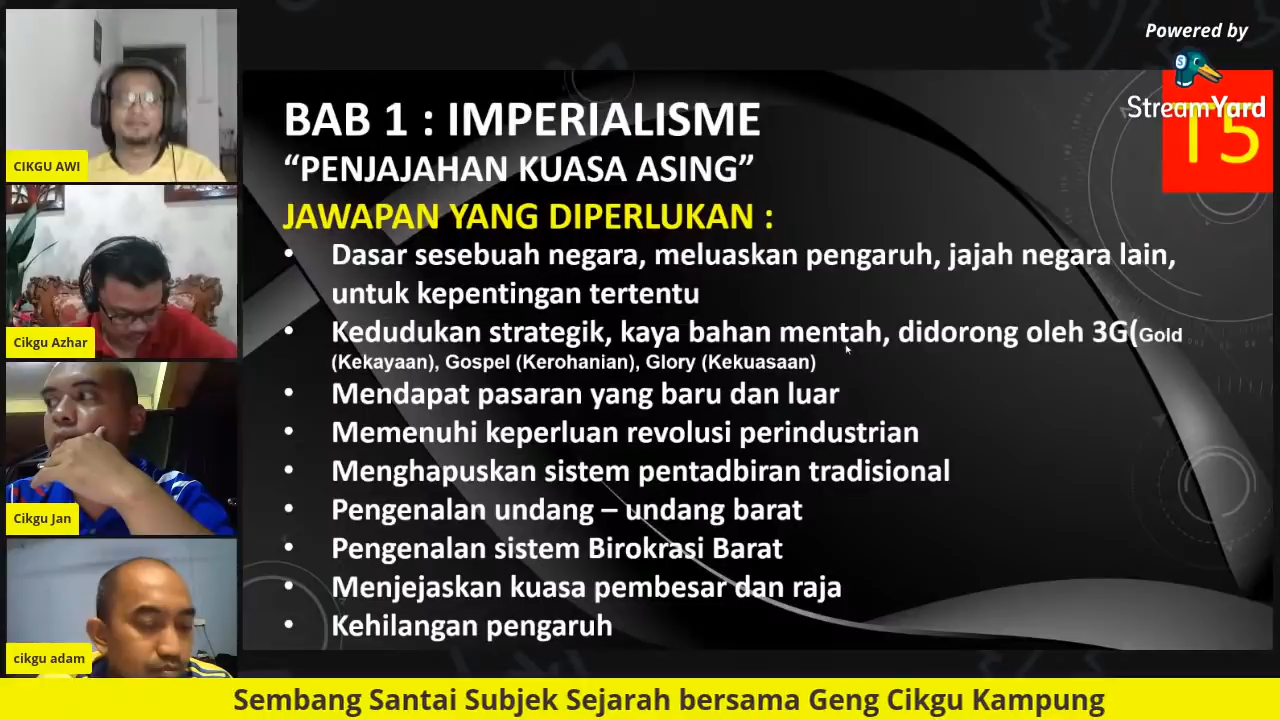 Powered by
StreamYard
T5
BAB 1 : IMPERIALISME
“PENJAJAHAN KUASA ASING”
JAWAPAN YANG DIPERLUKAN :
• Dasar sesebuah negara, meluaskan pengaruh, jajah negara lain,
untuk kepentingan tertentu
• Kedudukan strategik, kaya bahan mentah, didorong oleh 3G(Gold
(Kekayaan), Gospel (Kerohanian), Glory (Kekuasaan)
• Mendapat pasaran yang baru dan luar
• Memenuhi keperluan revolusi perindustrian
• Menghapuskan sistem pentadbiran tradisional
• Pengenalan undang – undang barat
• Pengenalan sistem Birokrasi Barat
• Menjejaskan kuasa pembesar dan raja
• Kehilangan pengaruh
CIKGU AWI
Cikgu Azhar
Cikgu Jan
cikgu adam
Sembang Santai Subjek Sejarah bersama Geng Cikgu Kampung